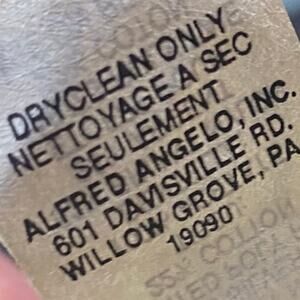 DRYCLEAN ONLY
NETTOYAGE A SEC
SEULEMENT
ALFRED ANGELO, INC.
601 DAVISVILLE RD.
WILLOW GROVE, PA
19090